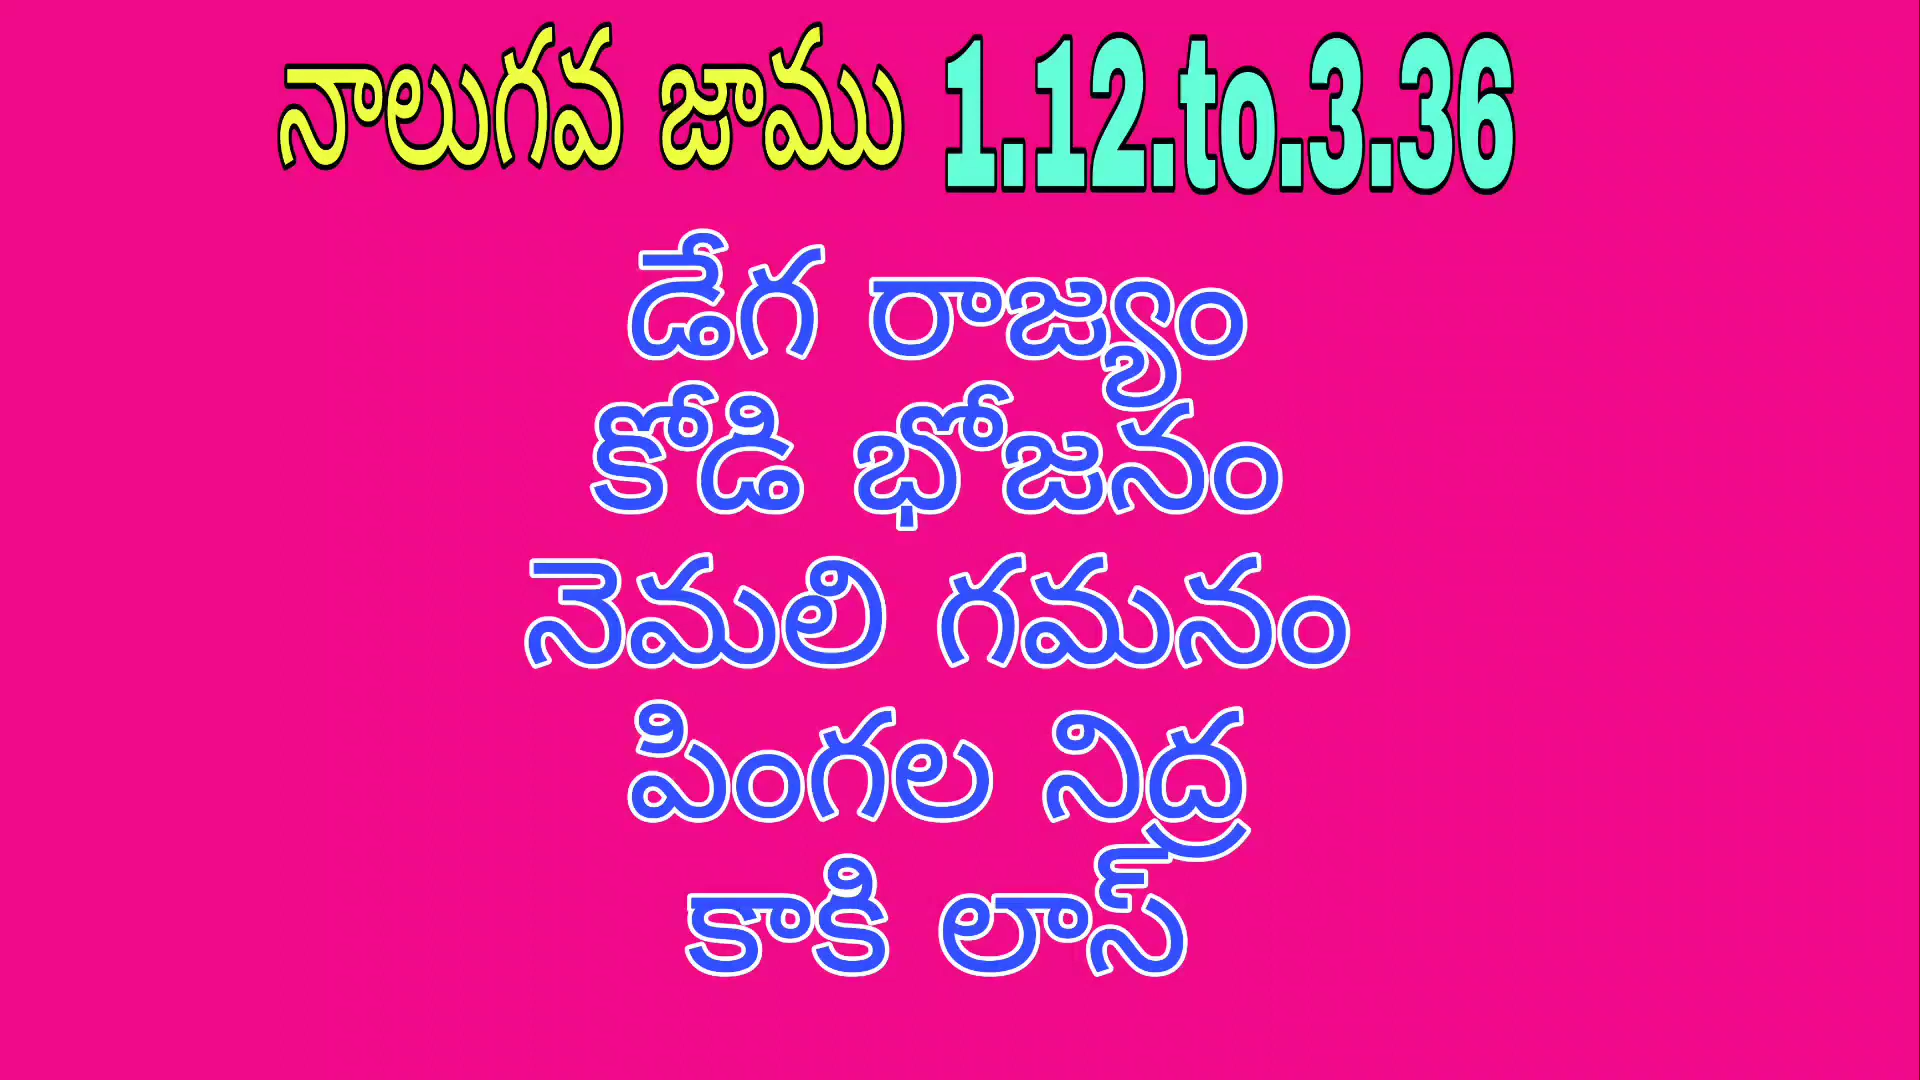 నాలుగవ జాము 1.12.to.3.36
డేగ రాజ్యం
కోడి భోజనం
నెమలి గమనం
పింగల నిద్ర
కాకి లాస్